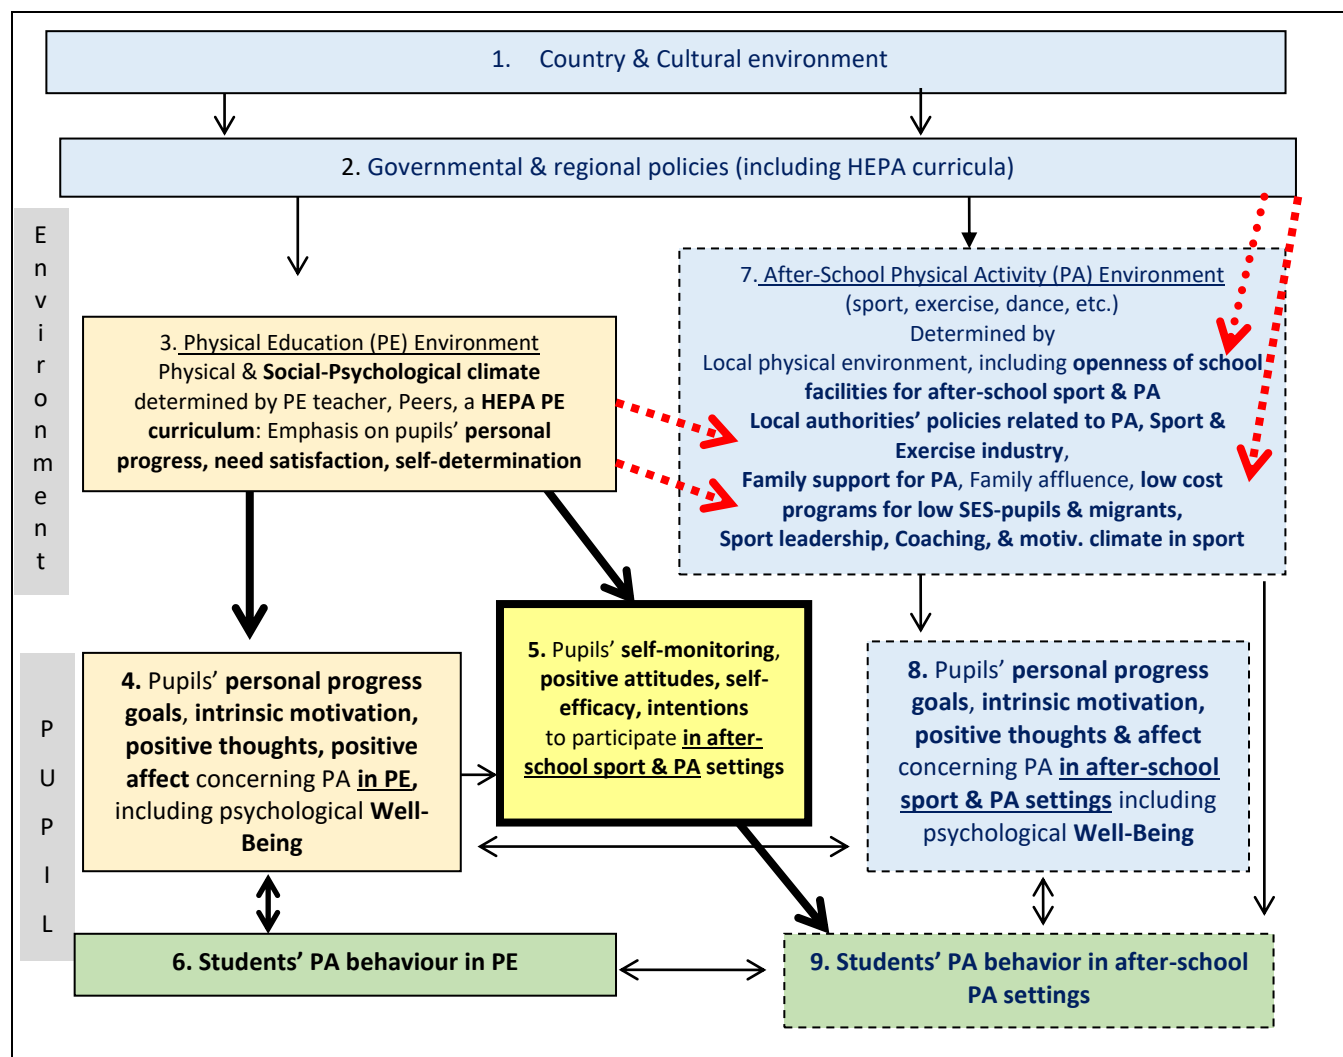 1. Country & Cultural environment
2. Governmental & regional policies (including HEPA curricula)
E
n
v
i
r
o
n
m
e
n
t
3. Physical Education (PE) Environment
Physical & Social-Psychological climate
determined by PE teacher, Peers, a HEPA PE
curriculum: Emphasis on pupils’ personal
progress, need satisfaction, self-determination
7. After-School Physical Activity (PA) Environment
(sport, exercise, dance, etc.)
Determined by
Local physical environment, including openness of school
facilities for after-school sport & PA
Local authorities’ policies related to PA, Sport &
Exercise industry,
Family support for PA, Family affluence, low cost
programs for low SES-pupils & migrants,
Sport leadership, Coaching, & motiv. climate in sport
P
U
P
I
L
4. Pupils’ personal progress
goals, intrinsic motivation,
positive thoughts, positive
affect concerning PA in PE,
including psychological Well-
Being
5. Pupils’ self-monitoring,
positive attitudes, self-
efficacy, intentions
to participate in after-
school sport & PA settings
8. Pupils’ personal progress
goals, intrinsic motivation,
positive thoughts & affect
concerning PA in after-school
sport & PA settings including
psychological Well-Being
6. Students’ PA behaviour in PE
9. Students’ PA behavior in after-school
PA settings